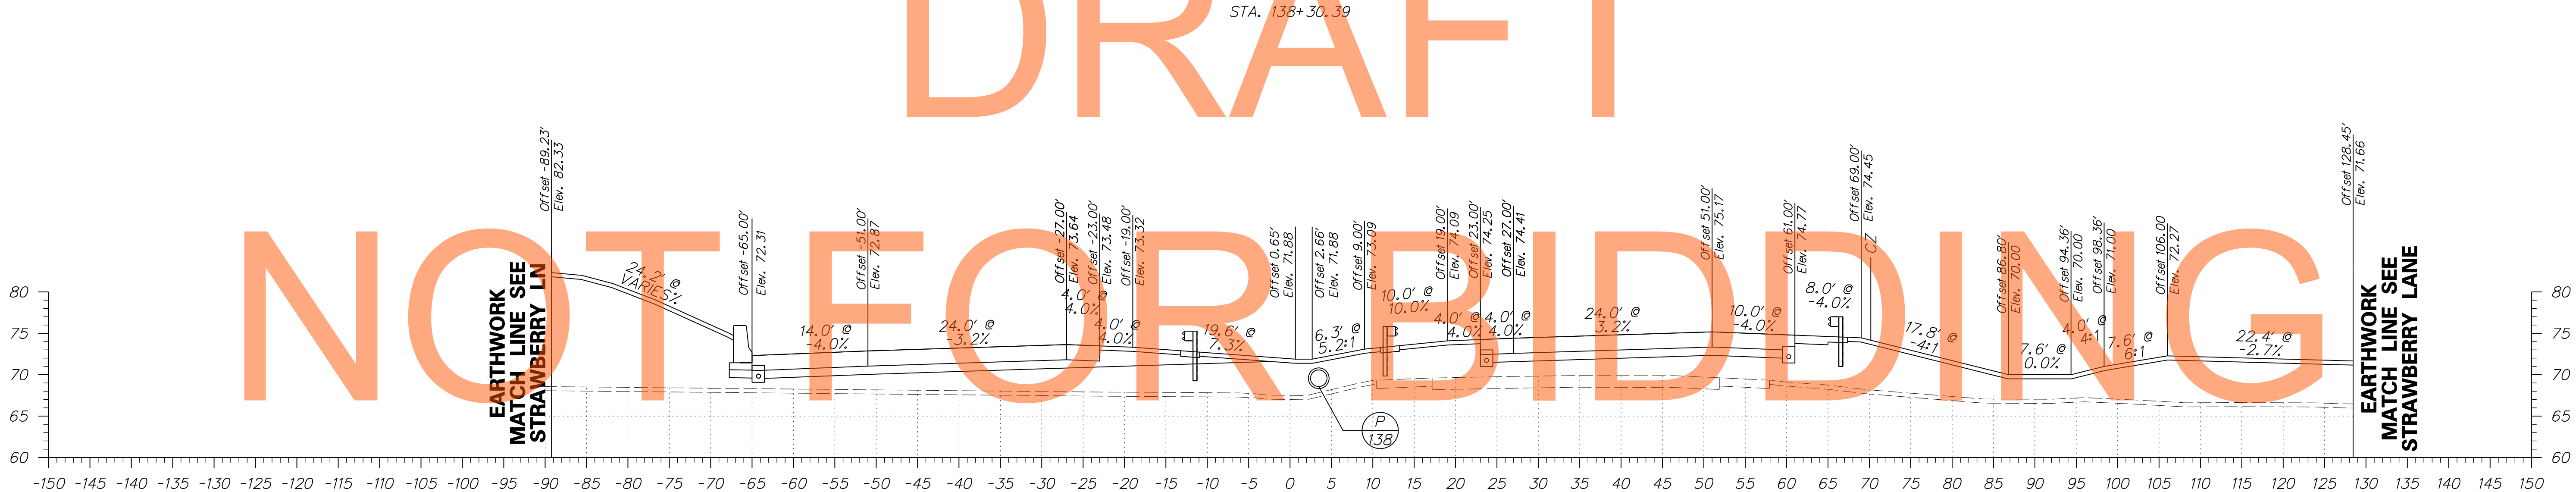 DRAFT
STA. 138+30.39
NOT FOR BIDDING
Offset -89.23'
Elev. 82.33
Offset -65.00'
Elev. 72.31
Offset -51.00'
Elev. 72.87
Offset -27.00'
Elev. 73.64
Offset -23.00'
Elev. 73.48
Offset -19.00'
Elev. 73.32
Offset 0.65'
Elev. 71.88
Offset 2.66'
Elev. 71.88
Offset 9.00'
Elev. 73.09
Offset 19.00'
Elev. 74.09
Offset 23.00'
Elev. 74.25
Offset 27.00'
Elev. 74.41
Offset 51.00'
Elev. 75.17
Offset 61.00'
Elev. 74.77
Offset 69.00'
Elev. 74.45
CZ
Offset 86.80'
Elev. 70.00
Offset 94.36'
Elev. 70.00
Offset 98.36'
Elev. 71.00
Offset 106.00
Elev. 72.27
Offset 128.45'
Elev. 71.66
24.2' @
VARIES%
14.0' @
-4.0%
24.0' @
-3.2%
4.0' @
4.0%
4.0' @
4.0%
19.6' @
7.3%
6.3' @
5.2:1
10.0' @
10.0%
4.0' @
4.0%
4.0' @
4.0%
24.0' @
3.2%
10.0' @
-4.0%
8.0' @
-4.0%
17.8' @
-4:1
7.6' @
0.0%
4.0' @
4:1
7.6' @
6:1
22.4' @
-2.7%
EARTHWORK
MATCH LINE SEE
STRAWBERRY LN
EARTHWORK
MATCH LINE SEE
STRAWBERRY LANE
P
138
80
75
70
65
60
80
75
70
65
60
-150 -145 -140 -135 -130 -125 -120 -115 -110 -105 -100 -95 -90 -85 -80 -75 -70 -65 -60 -55 -50 -45 -40 -35 -30 -25 -20 -15 -10 -5 0 5 10 15 20 25 30 35 40 45 50 55 60 65 70 75 80 85 90 95 100 105 110 115 120 125 130 135 140 145 150